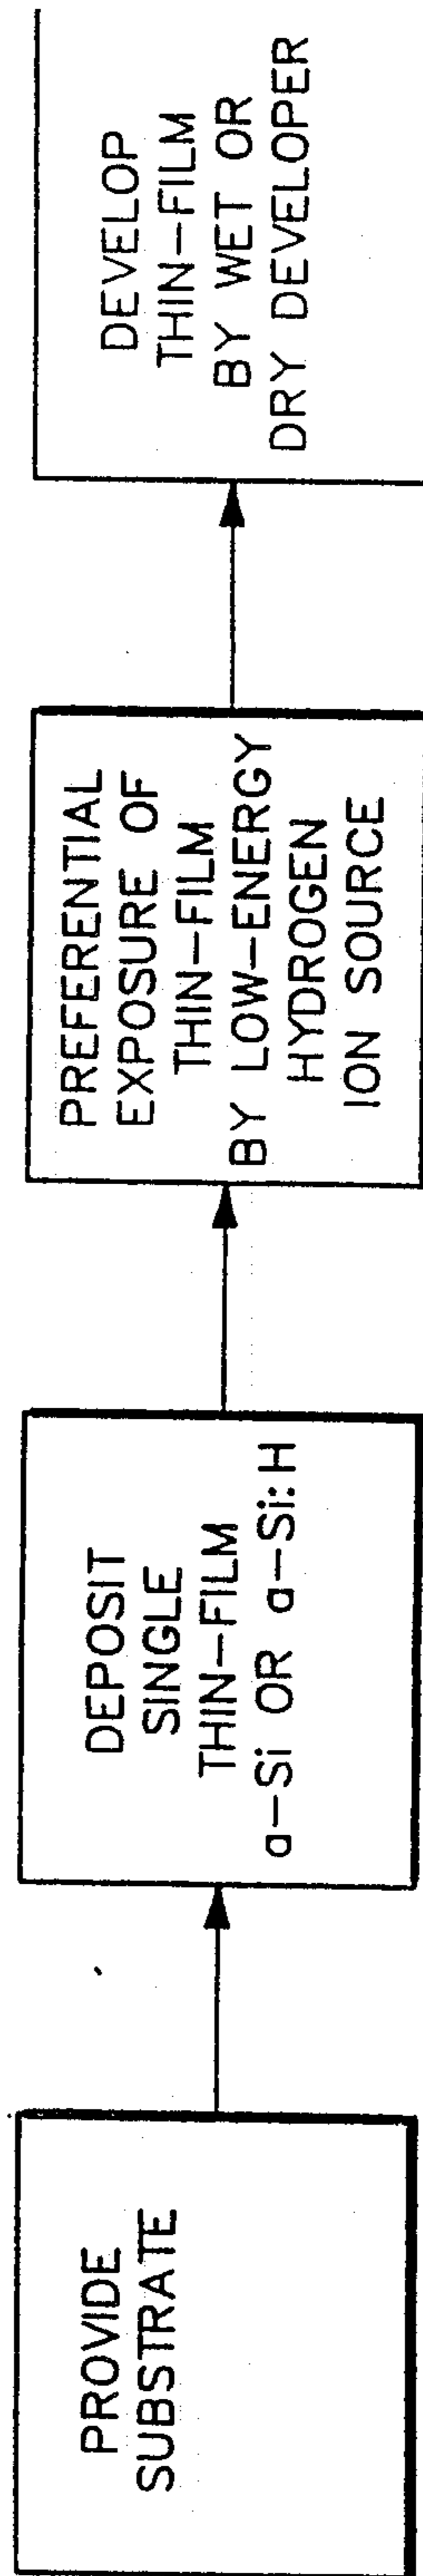 PROVIDE
SUBSTRATE
DEPOSIT
SINGLE
THIN-FILM
a-Si OR a-Si:H
PREFERENTIAL
EXPOSURE OF
THIN-FILM
BY LOW-ENERGY
HYDROGEN
ION SOURCE
DEVELOP
THIN-FILM
BY WET OR
DRY DEVELOPER